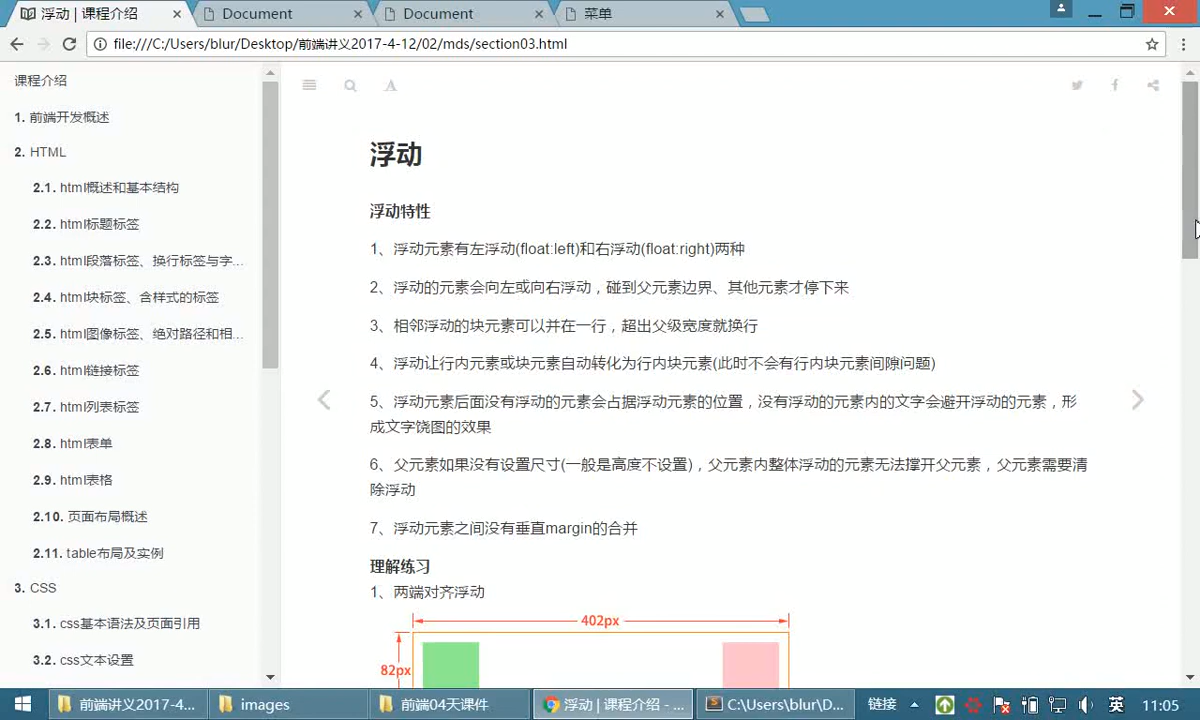 浮动 | 课程介绍
Document
Document
菜单
file:///C:/Users/blur/Desktop/前端讲义2017-4-12/02/mds/section03.html
课程介绍
1. 前端开发概述
2. HTML
2.1. html概述和基本结构
2.2. html标题标签
2.3. html段落标签、换行标签与字...
2.4. html块标签、含样式的标签
2.5. html图像标签、绝对路径和相...
2.6. html链接标签
2.7. html列表标签
2.8. html表单
2.9. html表格
2.10. 页面布局概述
2.11. table布局及实例
3. CSS
3.1. css基本语法及页面引用
3.2. css文本设置
A
浮动
浮动特性
1、浮动元素有左浮动(float:left)和右浮动(float:right)两种
2、浮动的元素会向左或向右浮动，碰到父元素边界、其他元素才停下来
3、相邻浮动的块元素可以并在一行，超出父级宽度就换行
4、浮动让行内元素或块元素自动转化为行内块元素(此时不会有行内块元素间隙问题)
5、浮动元素后面没有浮动的元素会占据浮动元素的位置，没有浮动的元素内的文字会避开浮动的元素，形
成文字饶图的效果
6、父元素如果没有设置尺寸(一般是高度不设置)，父元素内整体浮动的元素无法撑开父元素，父元素需要清
除浮动
7、浮动元素之间没有垂直margin的合并
理解练习
1、两端对齐浮动
402px
82px
前端讲义2017-4...
images
前端04天课件
浮动 | 课程介绍 - ...
C:\Users\blur\D...
链接
英
11:05